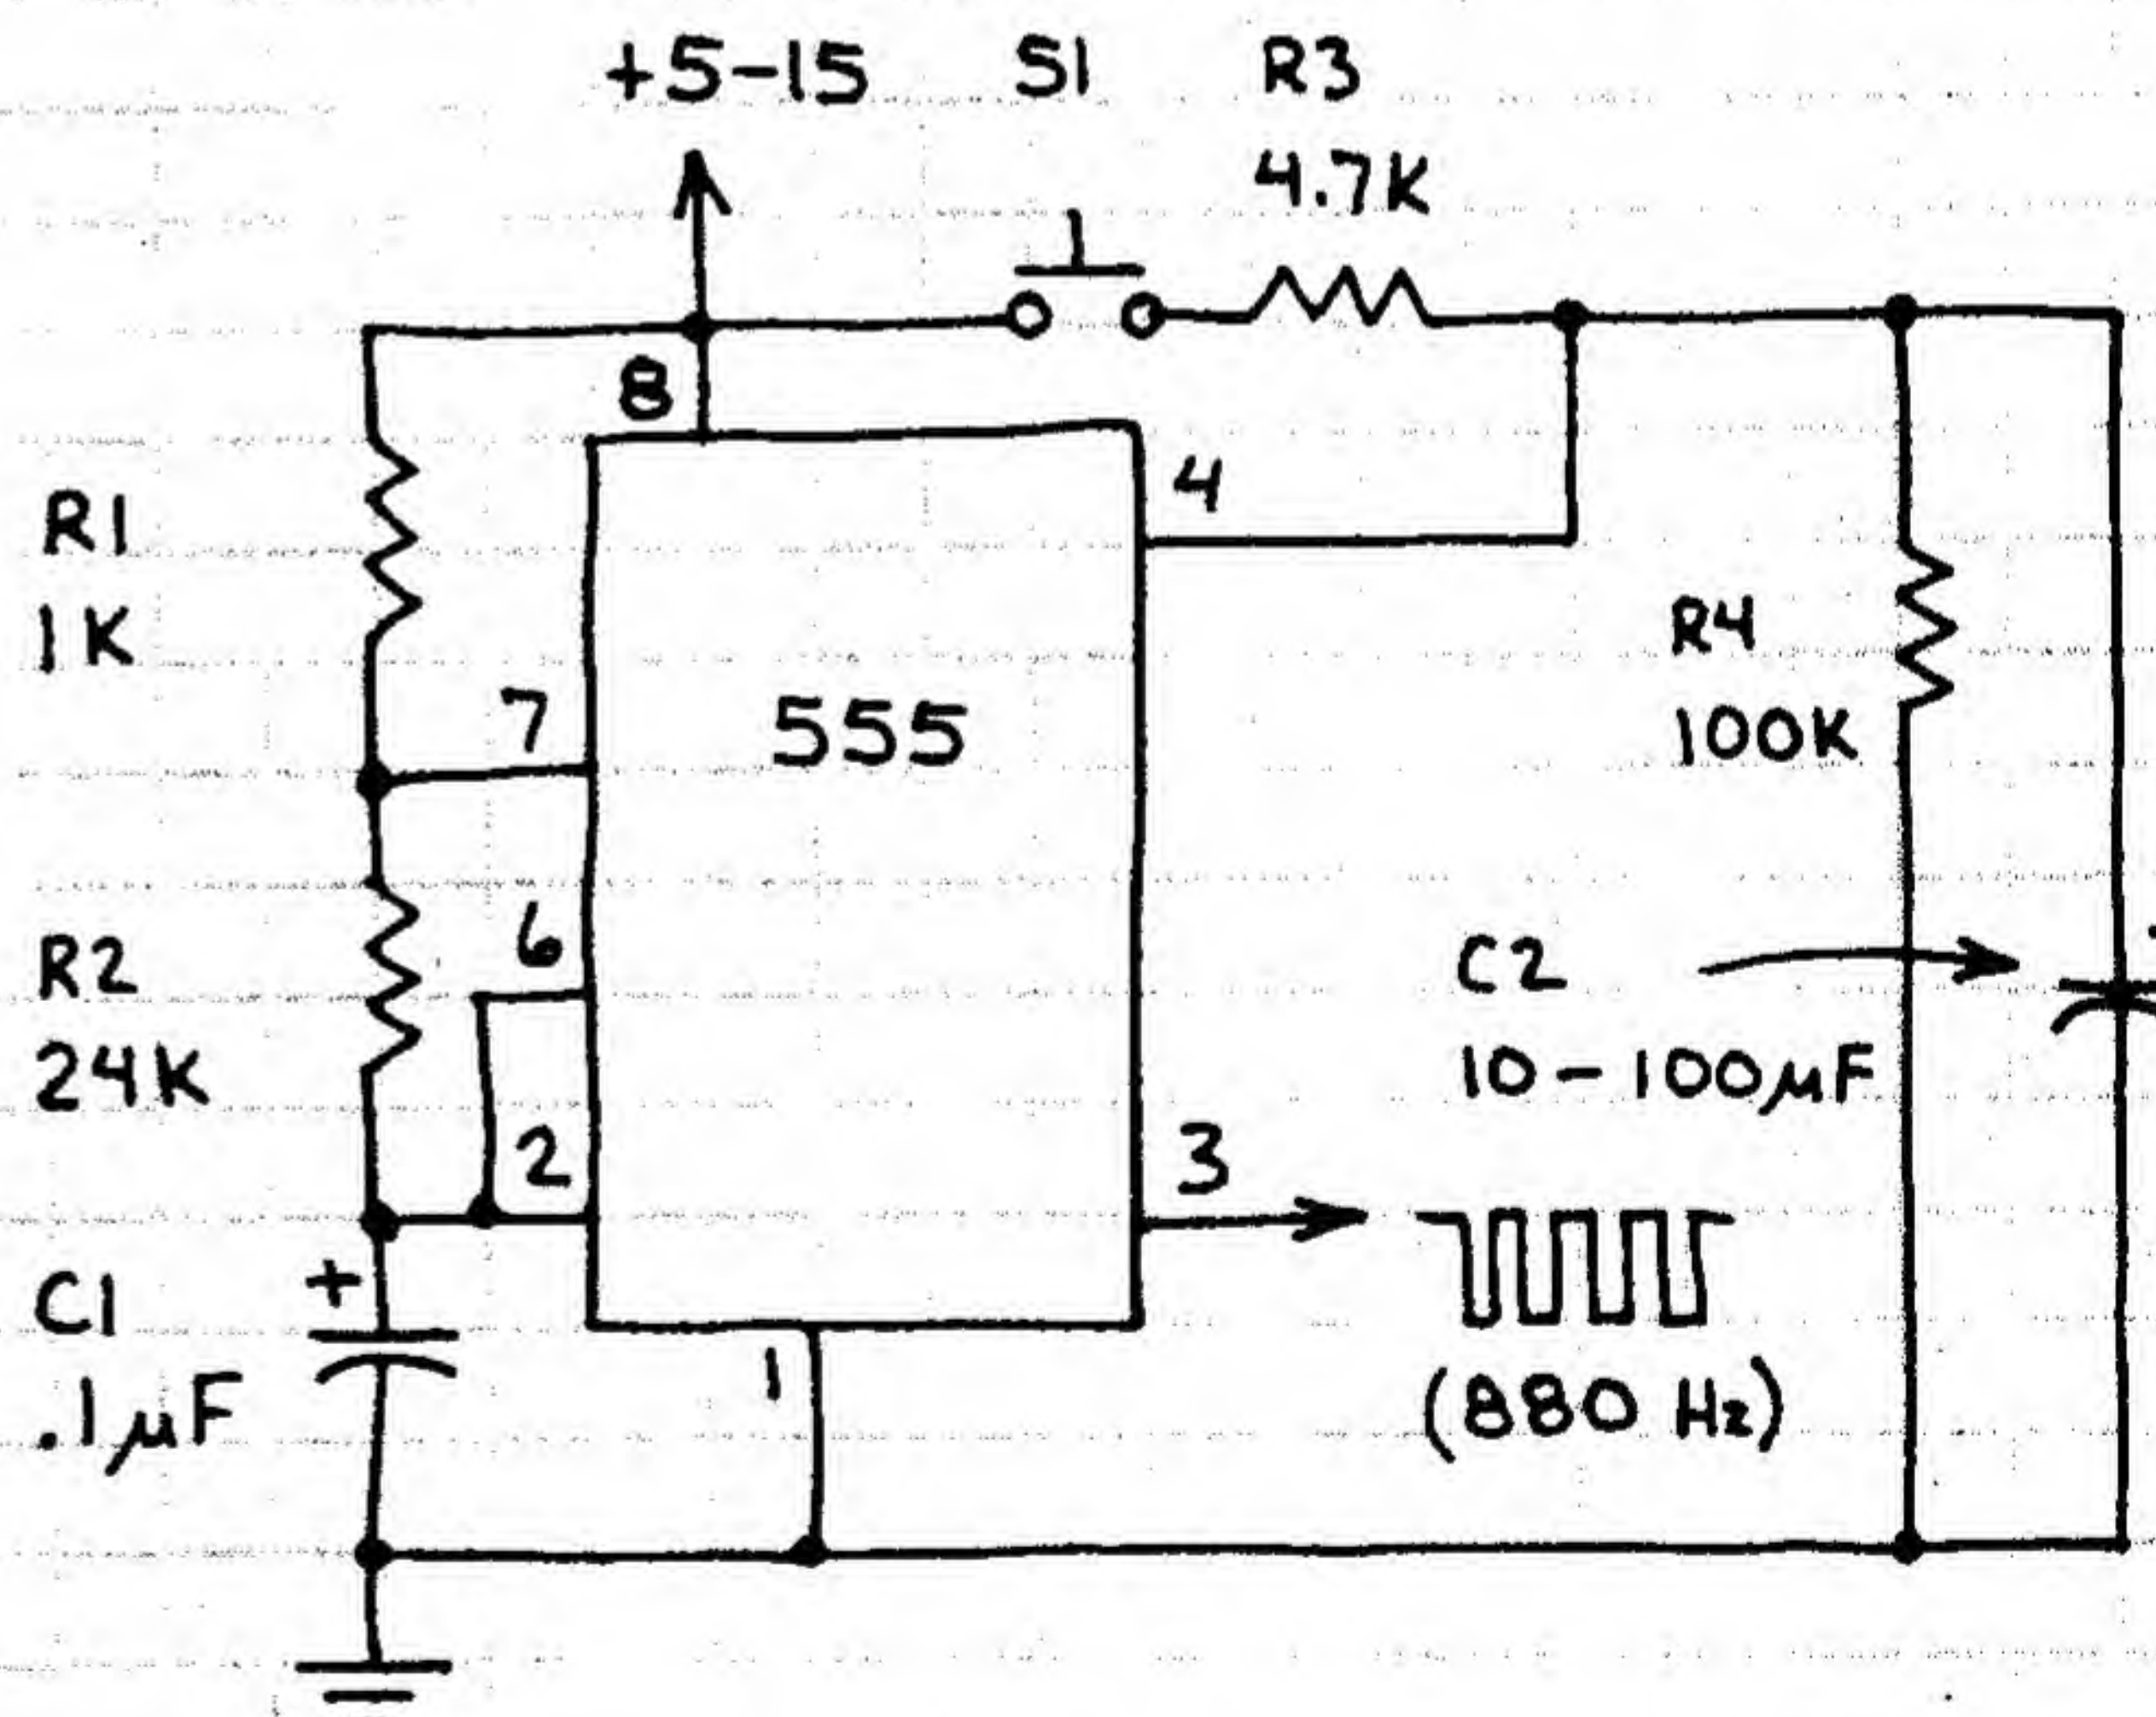 +5-15
S1
R3
4.7K
8
4
R1
1K
7
555
R4
100K
6
R2
24K
C2
10-100µF
2
3
C1
+
.1µF
1
(880 Hz)